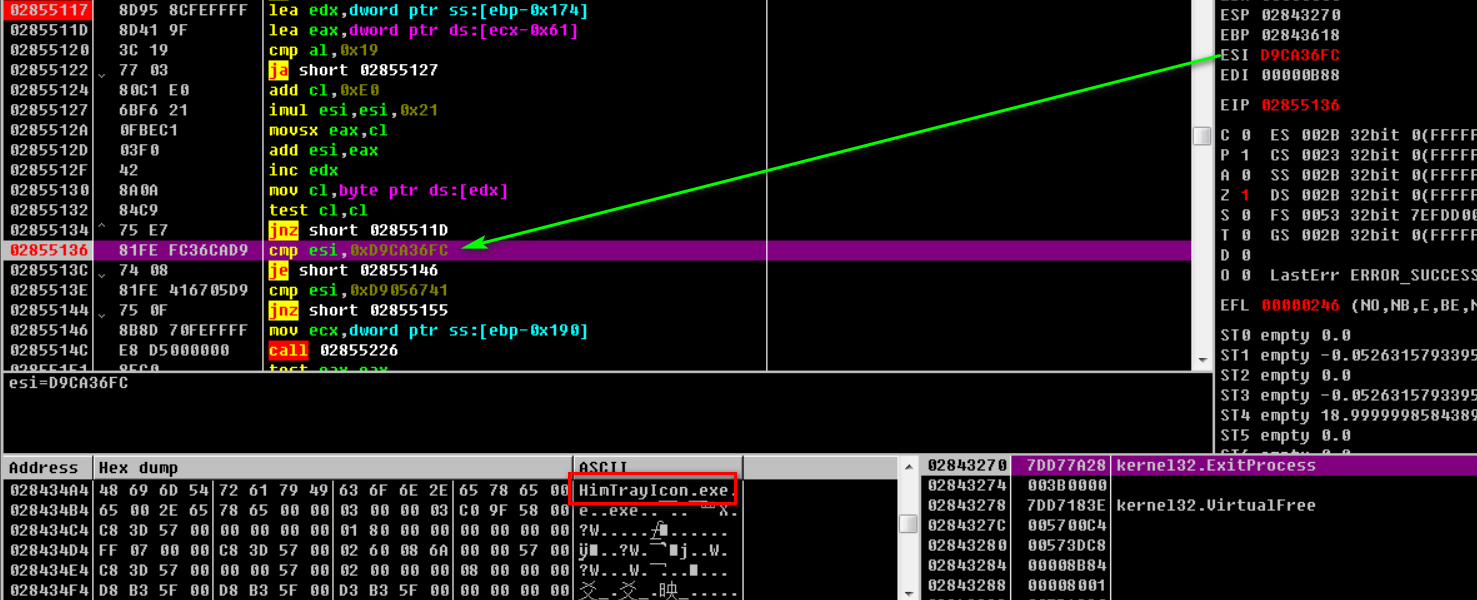 02855117 8D95 8CFEFFFF lea edx,dword ptr ss:[ebp-0x174]
0285511D 8D41 9F lea eax,dword ptr ds:[ecx-0x61]
02855120 3C 19 cmp al,0x19
02855122 77 03 ja short 02855127
02855124 80C1 E0 add cl,0xE0
02855127 6BF6 21 imul esi,esi,0x21
0285512A 0FBEC1 movsx eax,cl
0285512D 03F0 add esi,eax
0285512F 42 inc edx
02855130 8A0A mov cl,byte ptr ds:[edx]
02855132 84C9 test cl,cl
02855134 ^ 75 E7 jnz short 0285511D
02855136 81FE FC36CAD9 cmp esi,0xD9CA36FC
0285513C 74 08 je short 02855146
0285513E 81FE 416705D9 cmp esi,0xD9056741
02855144 75 0F jnz short 02855155
02855146 8B8D 70FEFFFF mov ecx,dword ptr ss:[ebp-0x190]
0285514C E8 D5000000 call 02855226
02855151 85C0 test eax,eax
esi=D9CA36FC
ESP 02843270
EBP 02843618
ESI D9CA36FC
EDI 00000B88
EIP 02855136
C 0 ES 002B 32bit 0(FFFFF
P 1 CS 0023 32bit 0(FFFFF
A 0 SS 002B 32bit 0(FFFFF
Z 1 DS 002B 32bit 0(FFFFF
S 0 FS 0053 32bit 7EFDD00
T 0 GS 002B 32bit 0(FFFFF
D 0
O 0 LastErr ERROR_SUCCESS
EFL 00000246 (NO,NB,E,BE,N
ST0 empty 0.0
ST1 empty -0.0526315793395
ST2 empty 0.0
ST3 empty -0.0526315793395
ST4 empty 18.9999998584389
ST5 empty 0.0
Address Hex dump ASCII
028434A4 48 69 6D 54 72 61 79 49 63 6F 6E 2E 65 78 65 00 HimTrayIcon.exe.
028434B4 65 00 2E 65 78 65 00 00 03 00 00 03 C0 9F 58 00 e..exe..
028434C4 C8 3D 57 00 00 00 00 00 01 80 00 00 00 00 00 00 ?W.....
028434D4 FF 07 00 00 C8 3D 57 00 02 60 08 6A 00 00 57 00
028434E4 C8 3D 57 00 00 00 57 00 02 00 00 00 08 00 00 00 ?W...W.
028434F4 D8 B3 5F 00 D8 B3 5F 00 D3 B3 5F 00 00 00 00 00 爻_.爻_.映_.....
02843270 7DD77A28 kernel32.ExitProcess
02843274 003B0000
02843278 7DD7183E kernel32.VirtualFree
0284327C 005700C4
02843280 00573DC8
02843284 00008B84
02843288 00008001